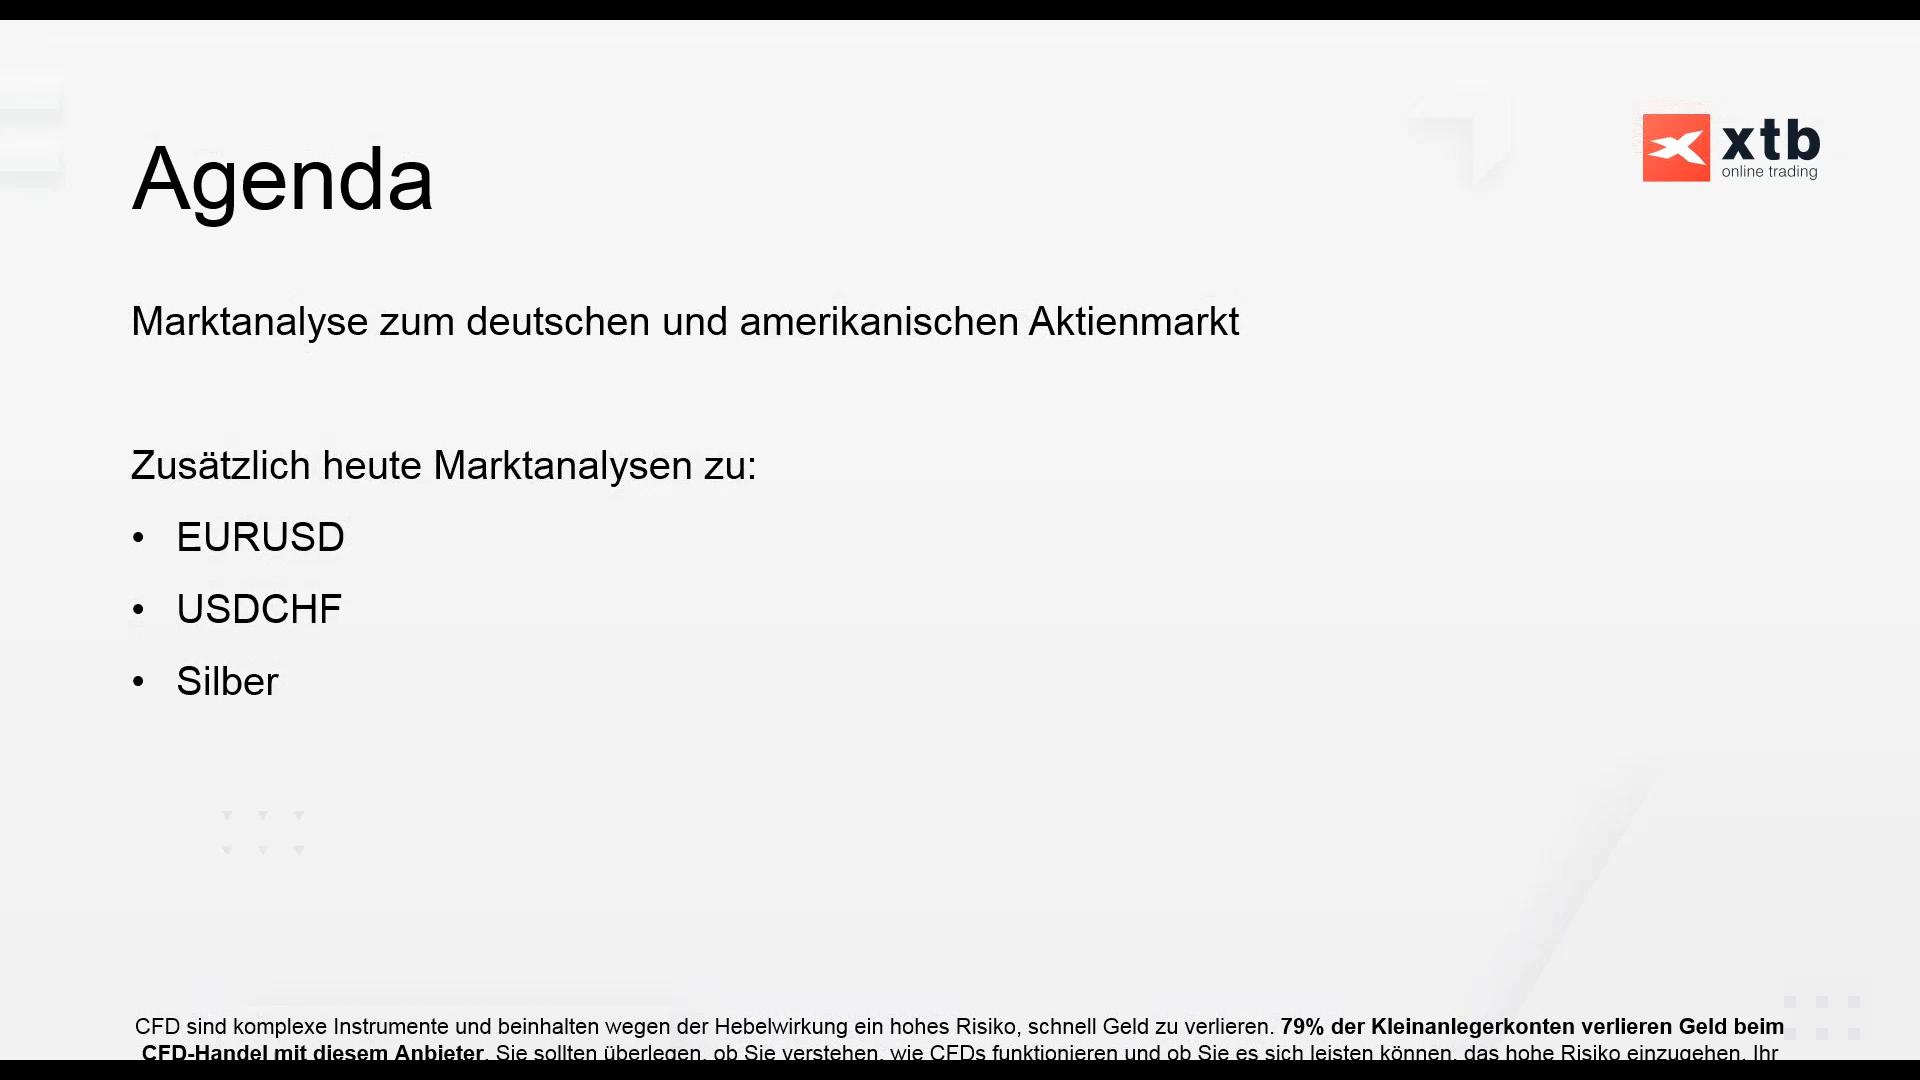 Agenda
xtb
online trading
Marktanalyse zum deutschen und amerikanischen Aktienmarkt
Zusätzlich heute Marktanalysen zu:
• EURUSD
• USDCHF
• Silber
CFD sind komplexe Instrumente und beinhalten wegen der Hebelwirkung ein hohes Risiko, schnell Geld zu verlieren. 79% der Kleinanlegerkonten verlieren Geld beim
CFD-Handel mit diesem Anbieter. Sie sollten überlegen, ob Sie verstehen, wie CFDs funktionieren und ob Sie es sich leisten können, das hohe Risiko einzugehen. Ihr